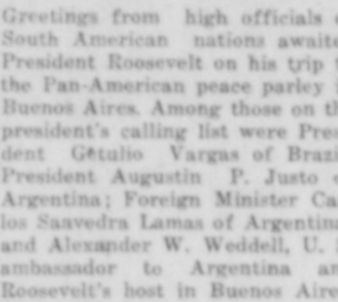 Greetings from high officials
South American nations awaite
President Roosevelt on his trip
the Pan-American peace parley
Buenos Aires. Among those on th
president's calling list were Pres
dent Getulio Vargas of Brazi
President Augustin P. Justo
Argentina; Foreign Minister Ca
los Saavedra Lamas of Argentina
and Alexander W. Weddell, U.
ambassador to Argentina an
Roosevelt's host in Buenos Aire